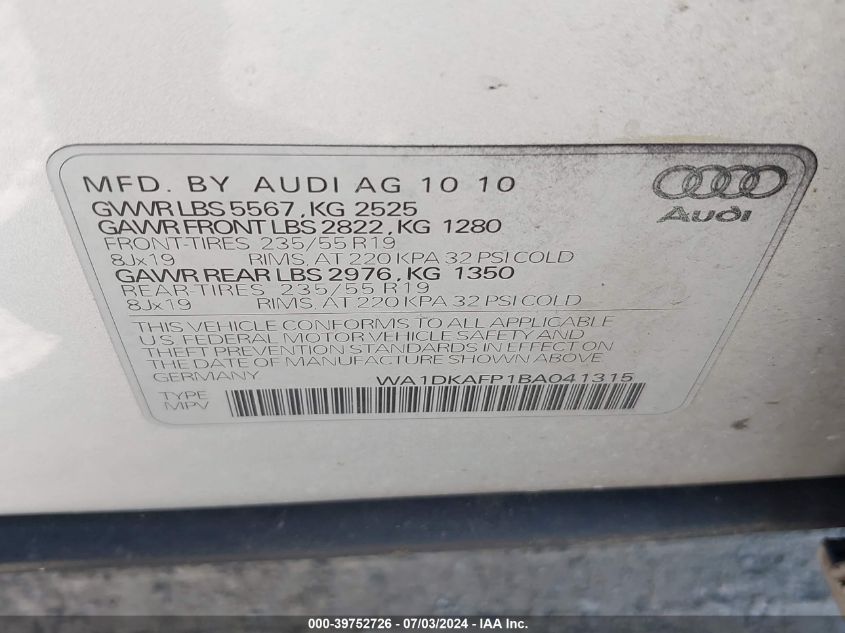 MFD. BY AUDI AG 10 10
Audi
GVWR LBS 5567, KG 2525
GAWR FRONT LBS 2822, KG 1280
FRONT-TIRES 235/55 R19
8Jx19 RIMS, AT 220 KPA 32 PSI COLD
GAWR REAR LBS 2976, KG 1350
REAR-TIRES 235/55 R19
8Jx19 RIMS, AT 220 KPA 32 PSI COLD
THIS VEHICLE CONFORMS TO ALL APPLICABLE
U.S. FEDERAL MOTOR VEHICLE SAFETY AND
THEFT PREVENTION STANDARDS IN EFFECT ON
THE DATE OF MANUFACTURE SHOWN ABOVE
GERMANY WA1DKAFP1BA041315
TYPE
MPV
000-39752726 - 07/03/2024 - IAA Inc.